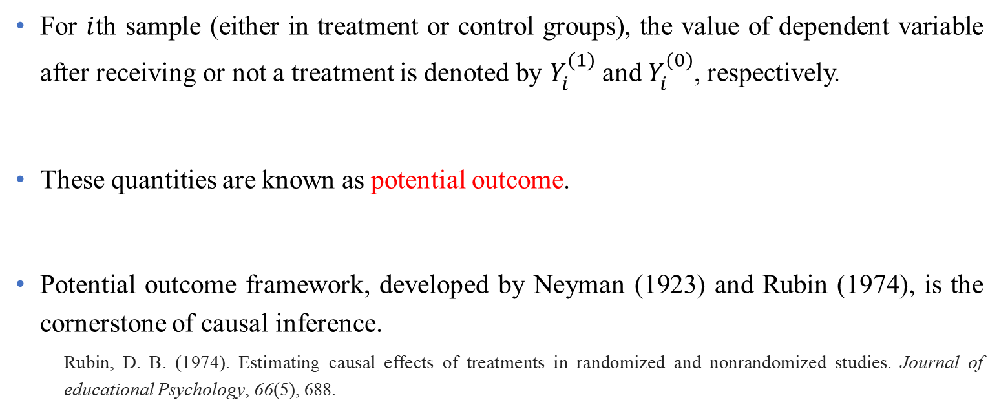 • For ith sample (either in treatment or control groups), the value of dependent variable
after receiving or not a treatment is denoted by Y_i^(1) and Y_i^(0), respectively.
• These quantities are known as potential outcome.
• Potential outcome framework, developed by Neyman (1923) and Rubin (1974), is the
cornerstone of causal inference.
Rubin, D. B. (1974). Estimating causal effects of treatments in randomized and nonrandomized studies. Journal of
educational Psychology, 66(5), 688.